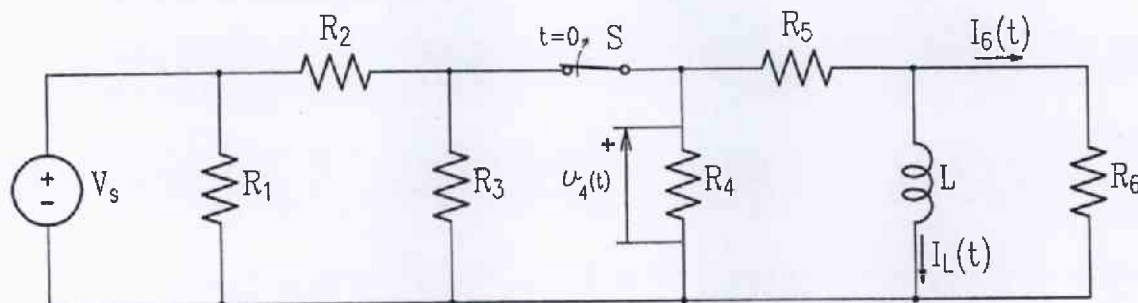 t=0 S
R2
R5
I6(t)
Vs
R1
R3
+
υ4(t)
R4
L
R6
IL(t)
+
-